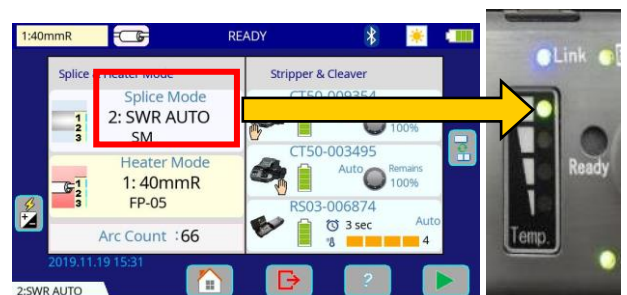 1:40mmR READY
Splice & Heater Mode
Stripper & Cleaver
Splice Mode
2: SWR AUTO
SM
1
2
3
CT50-009354
100%
Heater Mode
1: 40mmR
FP-05
1
2
3
CT50-003495
Auto Remains
100%
RS03-006874
3 sec Auto
4
Arc Count : 66
2019.11.19 15:31
?
2:SWR AUTO
Link
Ready
Temp.